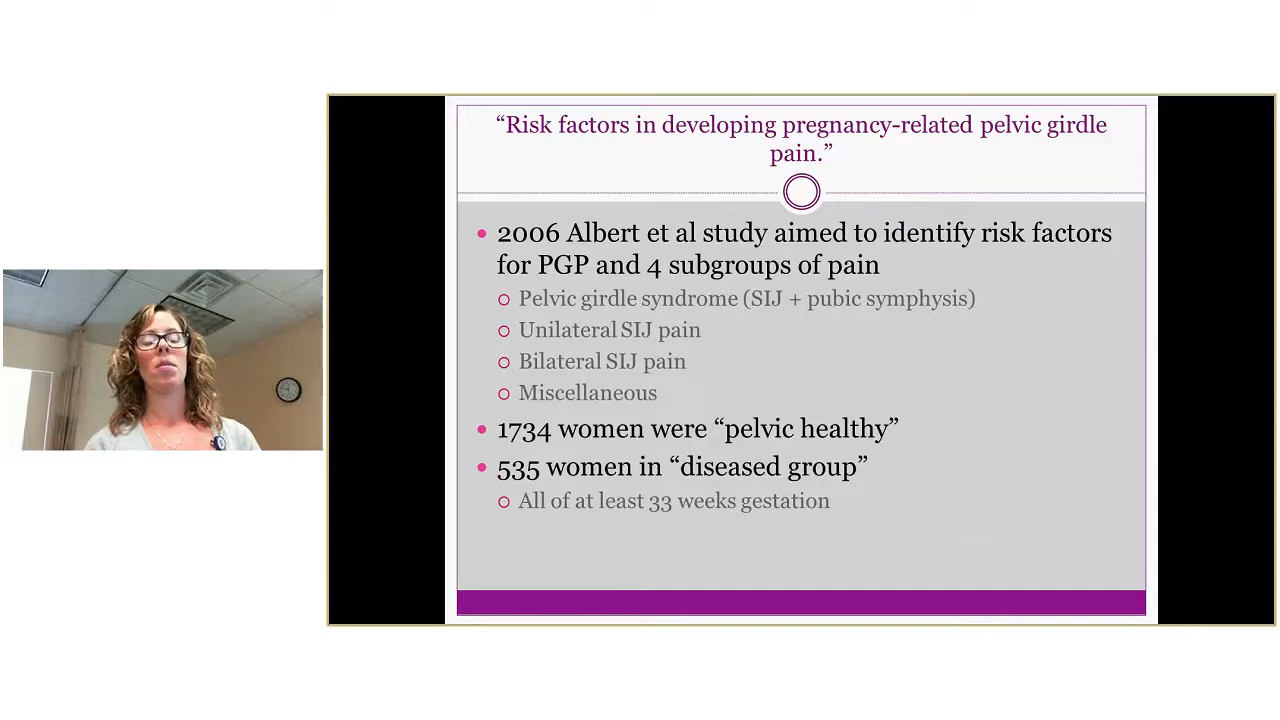 “Risk factors in developing pregnancy-related pelvic girdle
pain.”
• 2006 Albert et al study aimed to identify risk factors
for PGP and 4 subgroups of pain
○ Pelvic girdle syndrome (SIJ + pubic symphysis)
○ Unilateral SIJ pain
○ Bilateral SIJ pain
○ Miscellaneous
• 1734 women were “pelvic healthy”
• 535 women in “diseased group”
○ All of at least 33 weeks gestation